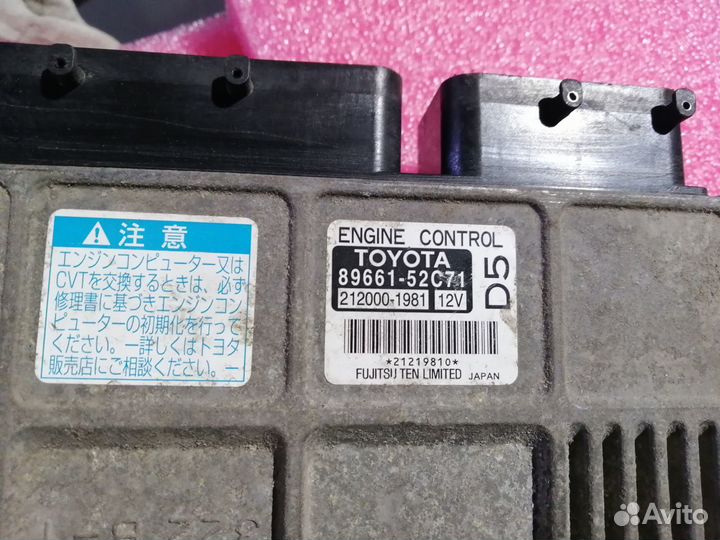 ⚠注意
エンジンコンピューター又は
CVTを交換するときは、必ず
修理書に基づきエンジンコン
ピューターの初期化を行って
ください。一詳しくはトヨタ
販売店にご相談ください。一
ENGINE CONTROL
TOYOTA
89661-52C71
212000-1981 12V
D5
*21219810*
FUJITSU TEN LIMITED JAPAN
Avito